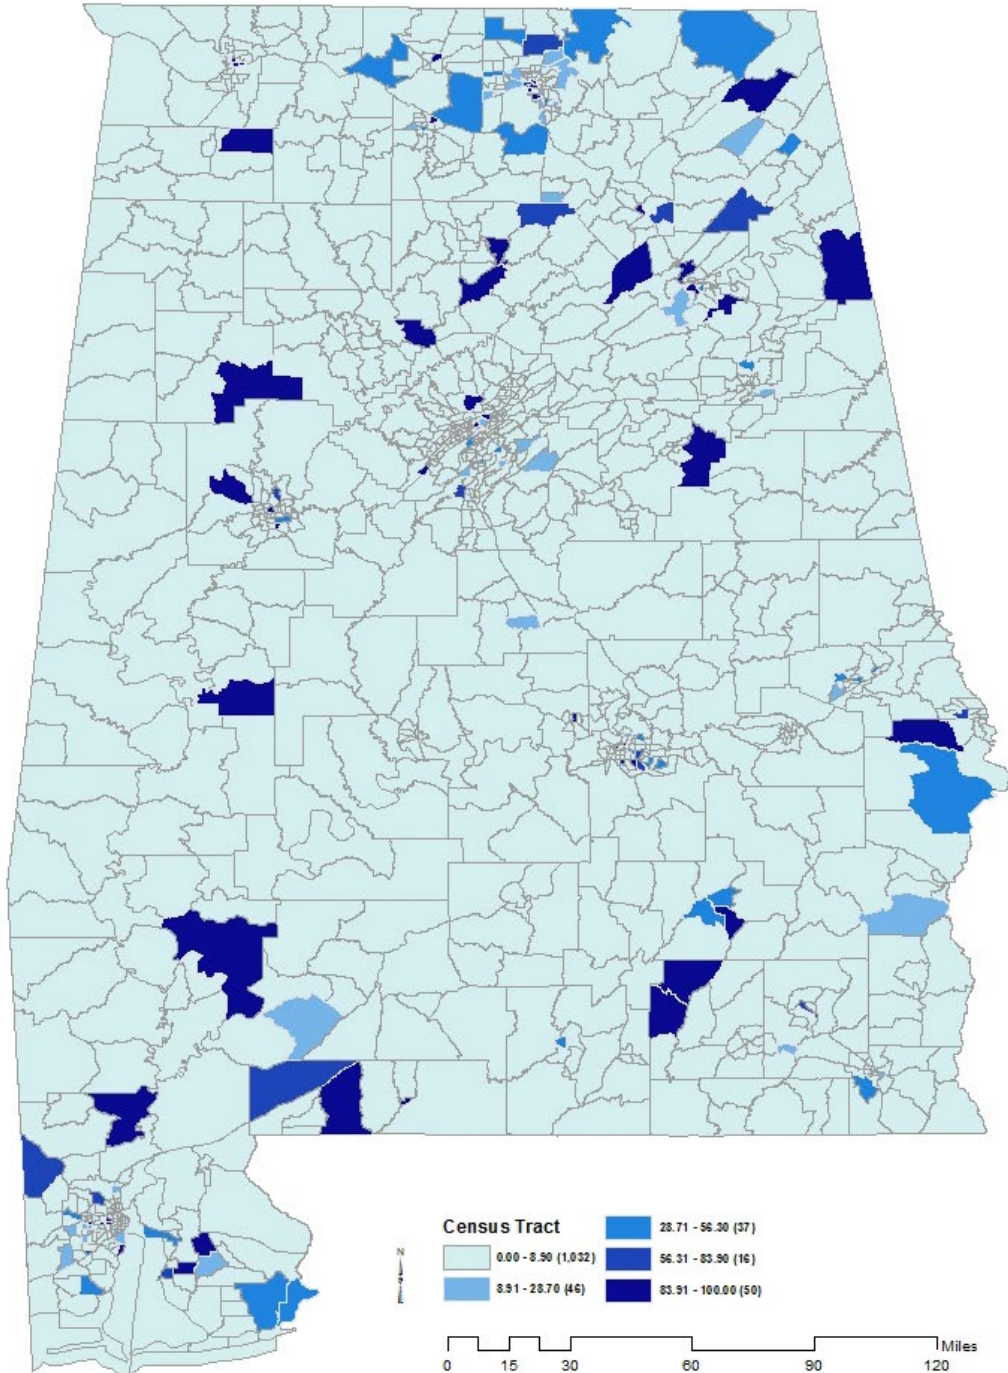 Census Tract
0.00 - 8.90 (1,032)
8.91 - 28.70 (46)
28.71 - 56.30 (37)
56.31 - 83.90 (16)
83.91 - 100.00 (50)
N
Miles
0 15 30 60 90 120